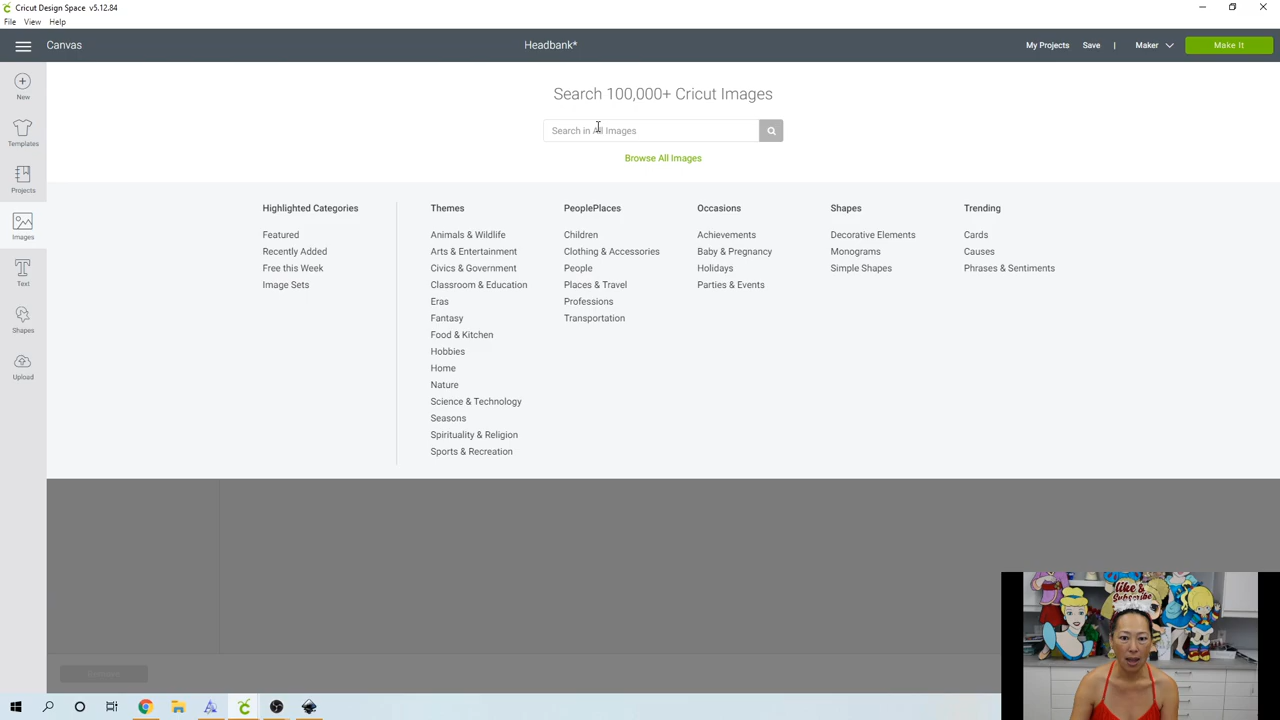 Cricut Design Space v5.12.84
File View Help
Canvas
Headbank*
My Projects Save | Maker Make It
New
Templates
Projects
Images
Text
Shapes
Upload
Search 100,000+ Cricut Images
Search in All Images
Browse All Images
Highlighted Categories
Featured
Recently Added
Free this Week
Image Sets
Themes
Animals & Wildlife
Arts & Entertainment
Civics & Government
Classroom & Education
Eras
Fantasy
Food & Kitchen
Hobbies
Home
Nature
Science & Technology
Seasons
Spirituality & Religion
Sports & Recreation
PeoplePlaces
Children
Clothing & Accessories
People
Places & Travel
Professions
Transportation
Occasions
Achievements
Baby & Pregnancy
Holidays
Parties & Events
Shapes
Decorative Elements
Monograms
Simple Shapes
Trending
Cards
Causes
Phrases & Sentiments
like &
Subscribe